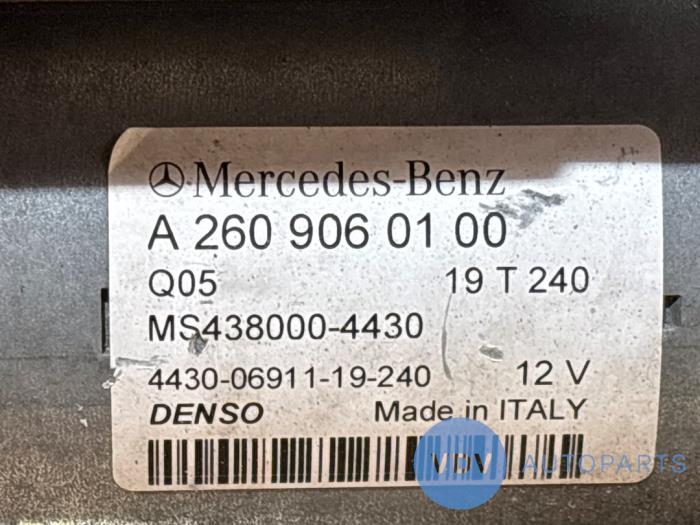 Mercedes-Benz
A 260 906 01 00
Q05 19 T 240
MS438000-4430
4430-06911-19-240 12 V
DENSO Made in ITALY
VDV AUTOPARTS